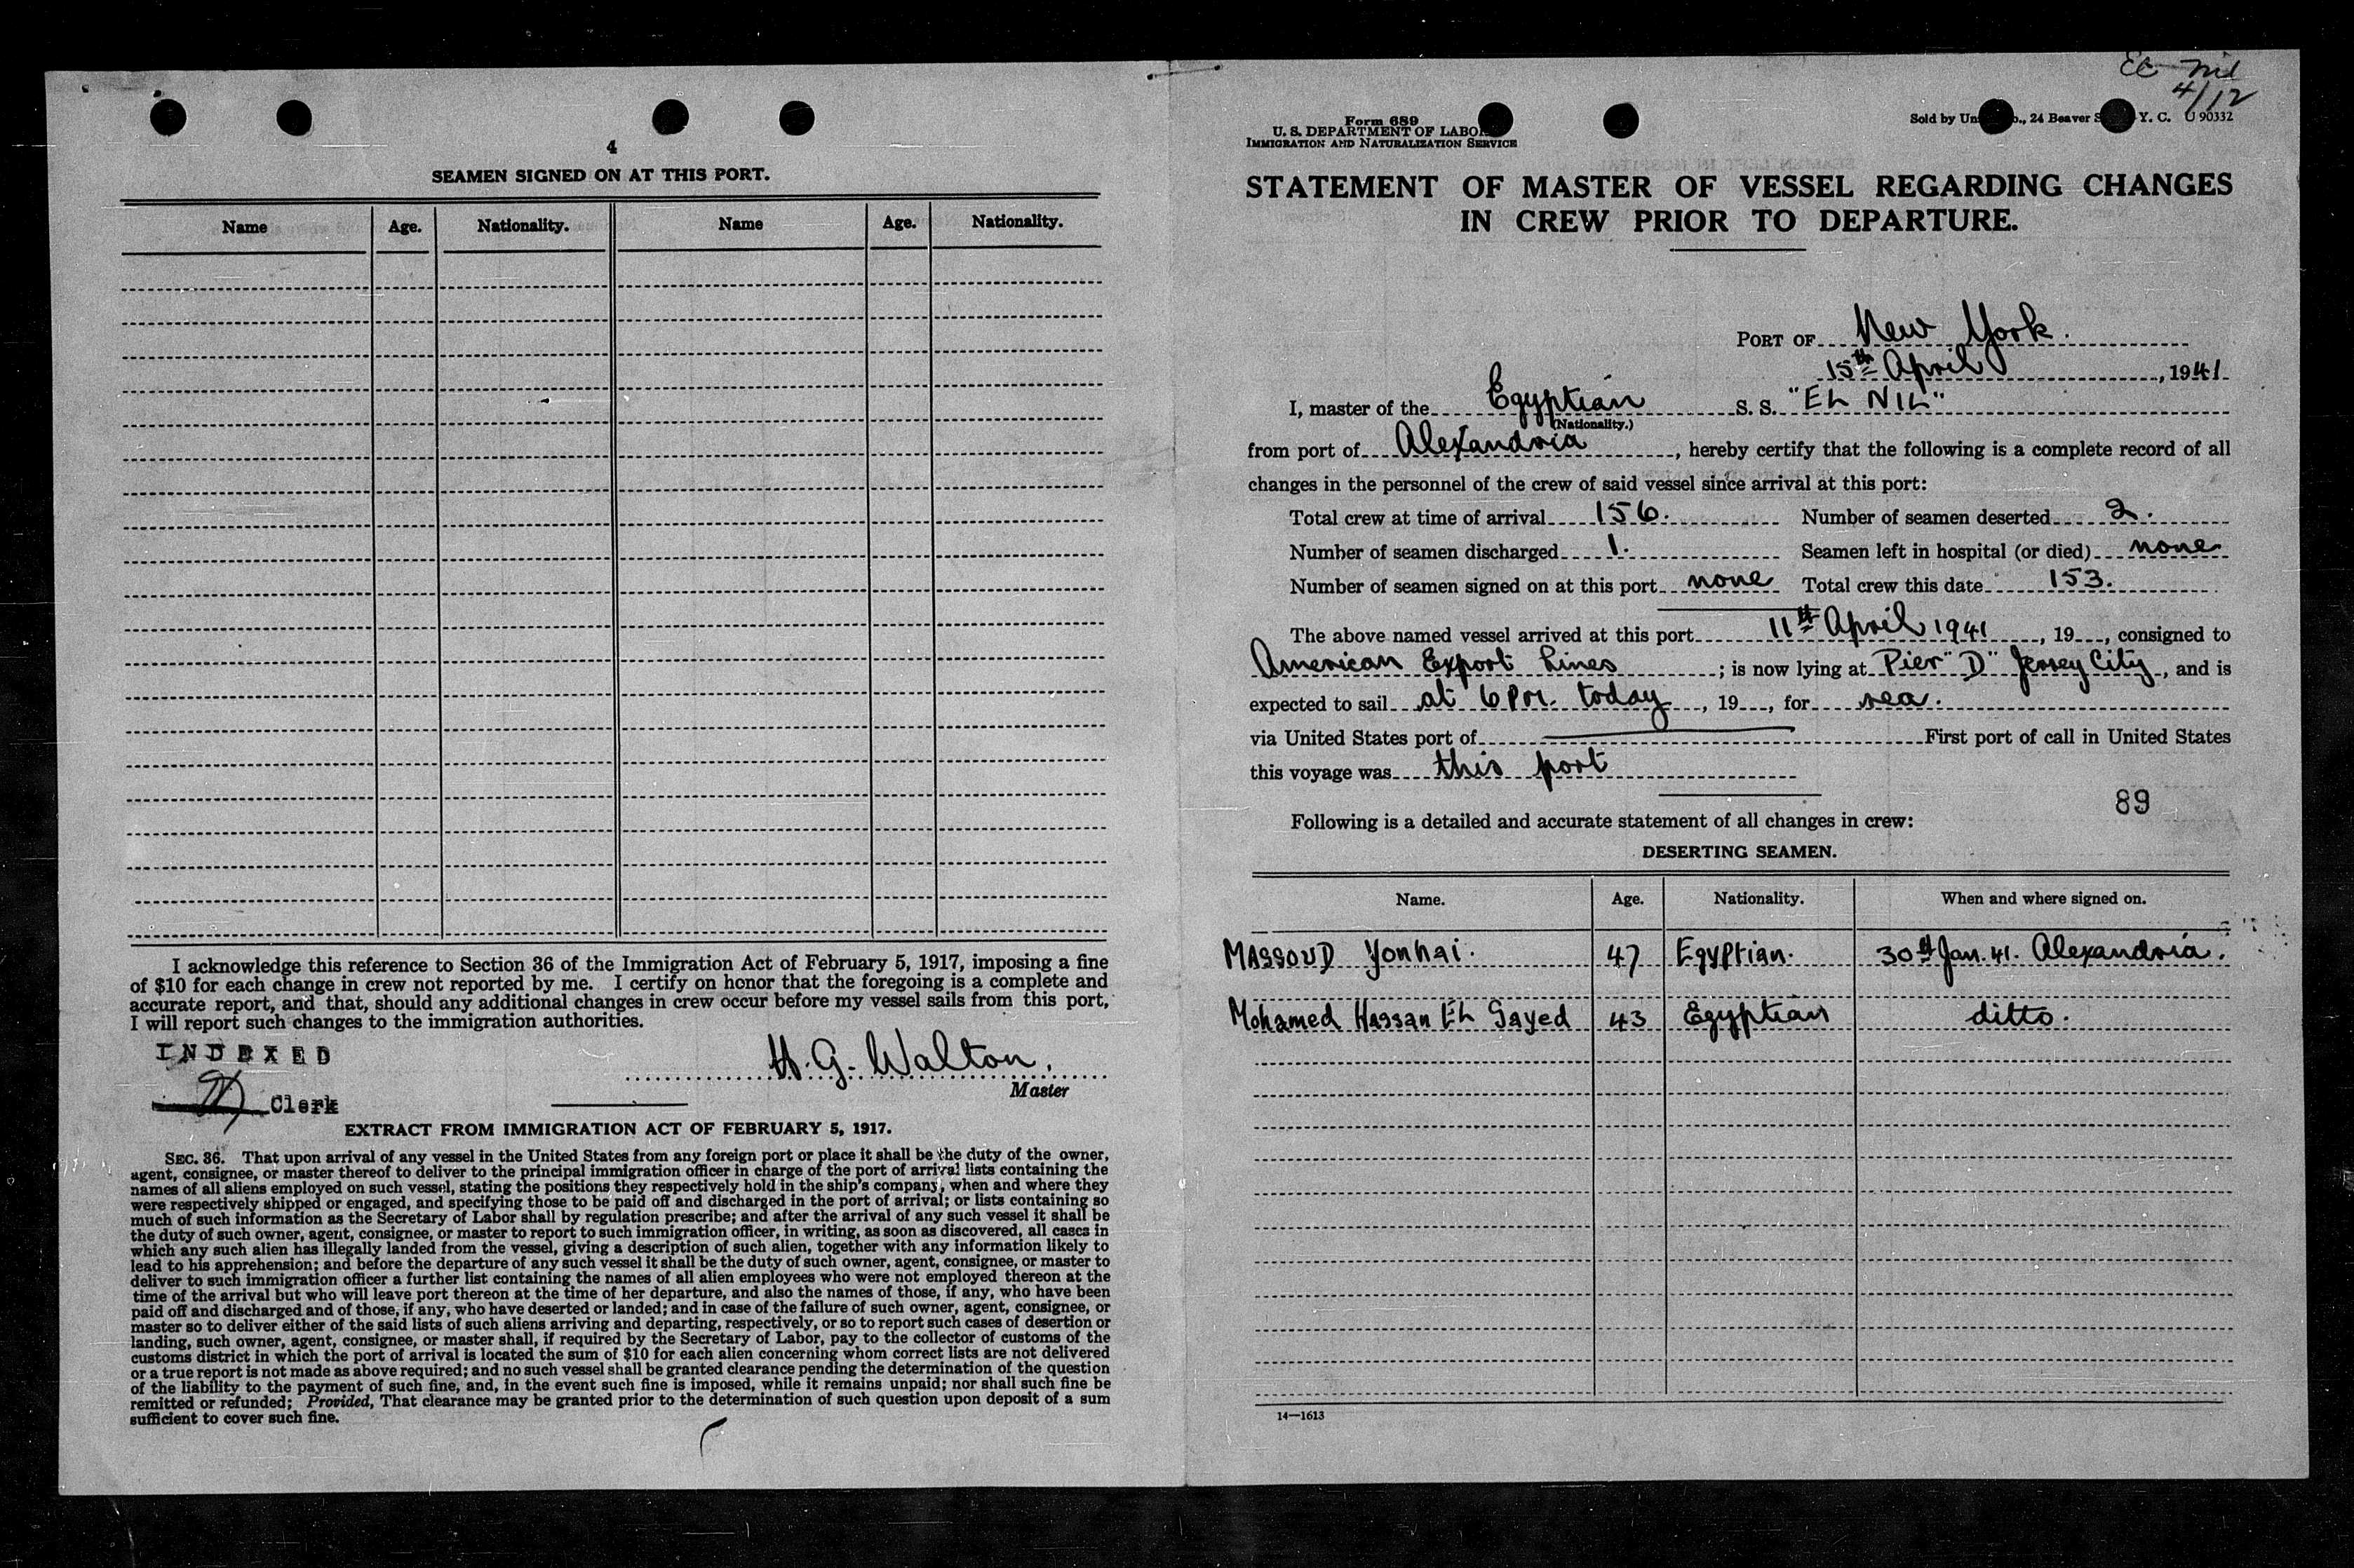 4
SEAMEN SIGNED ON AT THIS PORT.
Name Age. Nationality. Name Age. Nationality.
I acknowledge this reference to Section 36 of the Immigration Act of February 5, 1917, imposing a fine
of $10 for each change in crew not reported by me. I certify on honor that the foregoing is a complete and
accurate report, and that, should any additional changes in crew occur before my vessel sails from this port,
I will report such changes to the immigration authorities.
INDEXED
H. G. Walton.
Master
Clerk
EXTRACT FROM IMMIGRATION ACT OF FEBRUARY 5, 1917.
SEC. 36. That upon arrival of any vessel in the United States from any foreign port or place it shall be the duty of the owner,
agent, consignee, or master thereof to deliver to the principal immigration officer in charge of the port of arrival lists containing the
names of all aliens employed on such vessel, stating the positions they respectively hold in the ship's company, when and where they
were respectively shipped or engaged, and specifying those to be paid off and discharged in the port of arrival; or lists containing so
much of such information as the Secretary of Labor shall by regulation prescribe; and after the arrival of any such vessel it shall be
the duty of such owner, agent, consignee, or master to report to such immigration officer, in writing, as soon as discovered, all cases in
which any such alien has illegally landed from the vessel, giving a description of such alien, together with any information likely to
lead to his apprehension; and before the departure of any such vessel it shall be the duty of such owner, agent, consignee, or master to
deliver to such immigration officer a further list containing the names of all alien employees who were not employed thereon at the
time of the arrival but who will leave port thereon at the time of her departure, and also the names of those, if any, who have been
paid off and discharged and of those, if any, who have deserted or landed; and in case of the failure of such owner, agent, consignee, or
master so to deliver either of the said lists of such aliens arriving and departing, respectively, or so to report such cases of desertion or
landing, such owner, agent, consignee, or master shall, if required by the Secretary of Labor, pay to the collector of customs of the
customs district in which the port of arrival is located the sum of $10 for each alien concerning whom correct lists are not delivered
or a true report is not made as above required; and no such vessel shall be granted clearance pending the determination of the question
of the liability to the payment of such fine, and, in the event such fine is imposed, while it remains unpaid; nor shall such fine be
remitted or refunded; Provided, That clearance may be granted prior to the determination of such question upon deposit of a sum
sufficient to cover such fine.
El Nil
4/12
Form 689
U. S. DEPARTMENT OF LABOR
IMMIGRATION AND NATURALIZATION SERVICE
Sold by 24 Beaver Y. C. U 90332
STATEMENT OF MASTER OF VESSEL REGARDING CHANGES
IN CREW PRIOR TO DEPARTURE.
PORT OF New York.
15th April, 1941
I, master of the Egyptian S. S. "EL NIL"
(Nationality.)
from port of Alexandria, hereby certify that the following is a complete record of all
changes in the personnel of the crew of said vessel since arrival at this port:
Total crew at time of arrival 156. Number of seamen deserted 2.
Number of seamen discharged 1. Seamen left in hospital (or died) none
Number of seamen signed on at this port none Total crew this date 153.
The above named vessel arrived at this port 11th April 1941, 19 , consigned to
American Export Lines; is now lying at Pier "D" Jersey City, and is
expected to sail at 6 PM. today, 19 , for sea.
via United States port of First port of call in United States
this voyage was this port
89
Following is a detailed and accurate statement of all changes in crew:
DESERTING SEAMEN.
Name. Age. Nationality. When and where signed on.
MASSOUD Yonnai. 47 Egyptian. 30th Jan. 41. Alexandria.
Mohamed Hassan EL Sayed 43 Egyptian ditto.
14—1613